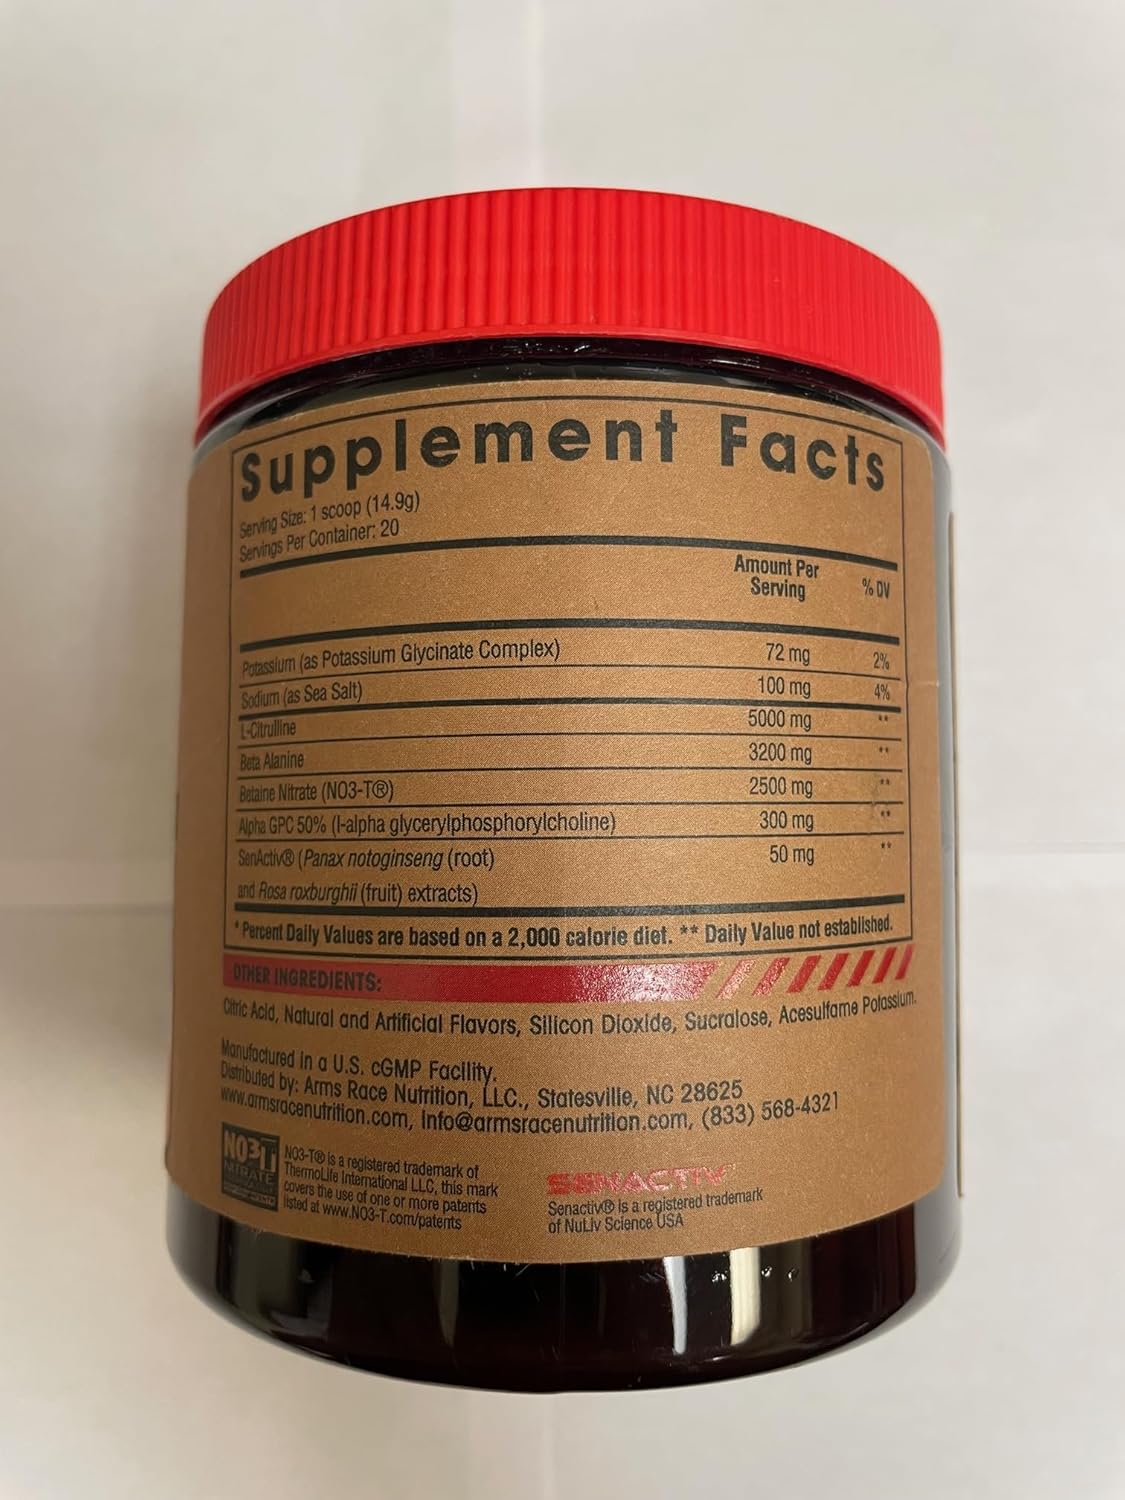 Supplement Facts
Serving Size: 1 scoop (14.9g)
Servings Per Container: 20
Amount Per Serving % DV
Potassium (as Potassium Glycinate Complex) 72 mg 2%
Sodium (as Sea Salt) 100 mg 4%
L-Citrulline 5000 mg **
Beta Alanine 3200 mg **
Betaine Nitrate (NO3-T®) 2500 mg **
Alpha GPC 50% (l-alpha glycerylphosphorylcholine) 300 mg **
SenActiv® (Panax notoginseng (root) 50 mg **
and Rosa roxburghii (fruit) extracts)
* Percent Daily Values are based on a 2,000 calorie diet. ** Daily Value not established.
OTHER INGREDIENTS:
Citric Acid, Natural and Artificial Flavors, Silicon Dioxide, Sucralose, Acesulfame Potassium.
Manufactured in a U.S. cGMP Facility.
Distributed by: Arms Race Nutrition, LLC., Statesville, NC 28625
www.armsracenutrition.com, Info@armsracenutrition.com, (833) 568-4321
NO3-T
NITRATE
NO3-T® is a registered trademark of
ThermoLife International LLC, this mark
covers the use of one or more patents
listed at www.NO3-T.com/patents
SENACTIV
Senactiv® is a registered trademark
of NuLiv Science USA